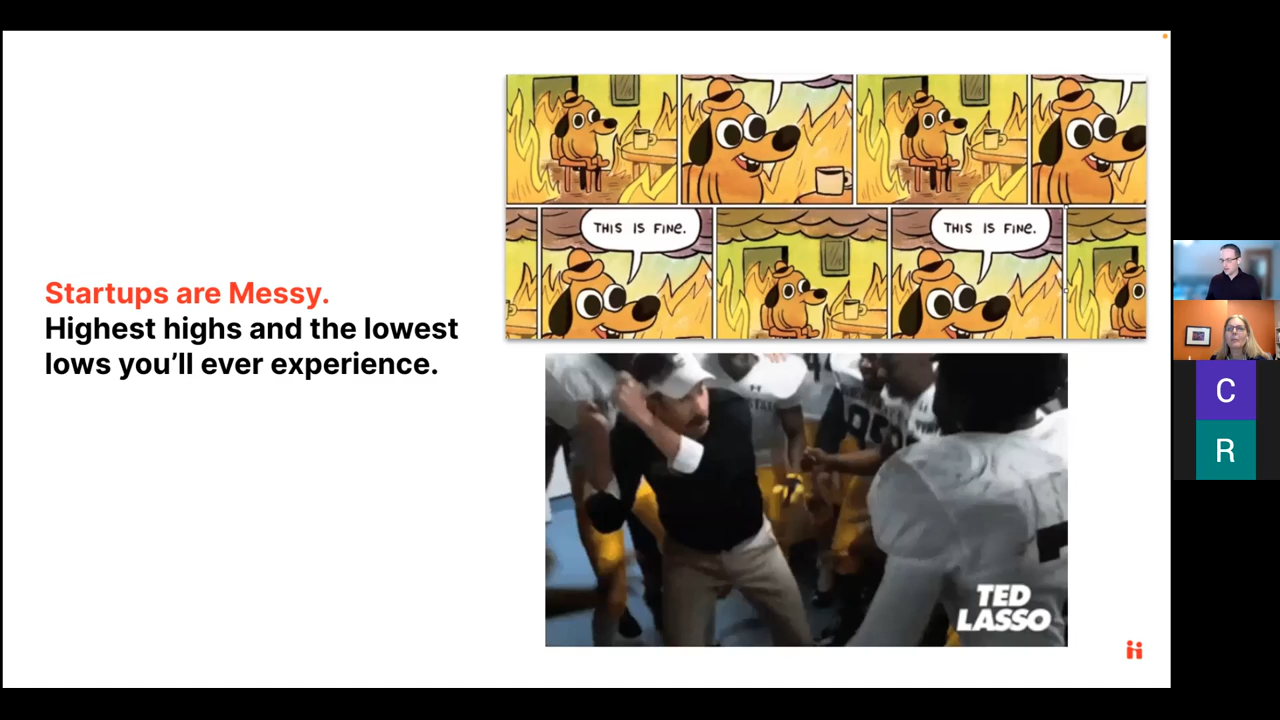 Startups are Messy.
Highest highs and the lowest
lows you’ll ever experience.
THIS IS FINE.
THIS IS FINE.
TED
LASSO
C
R